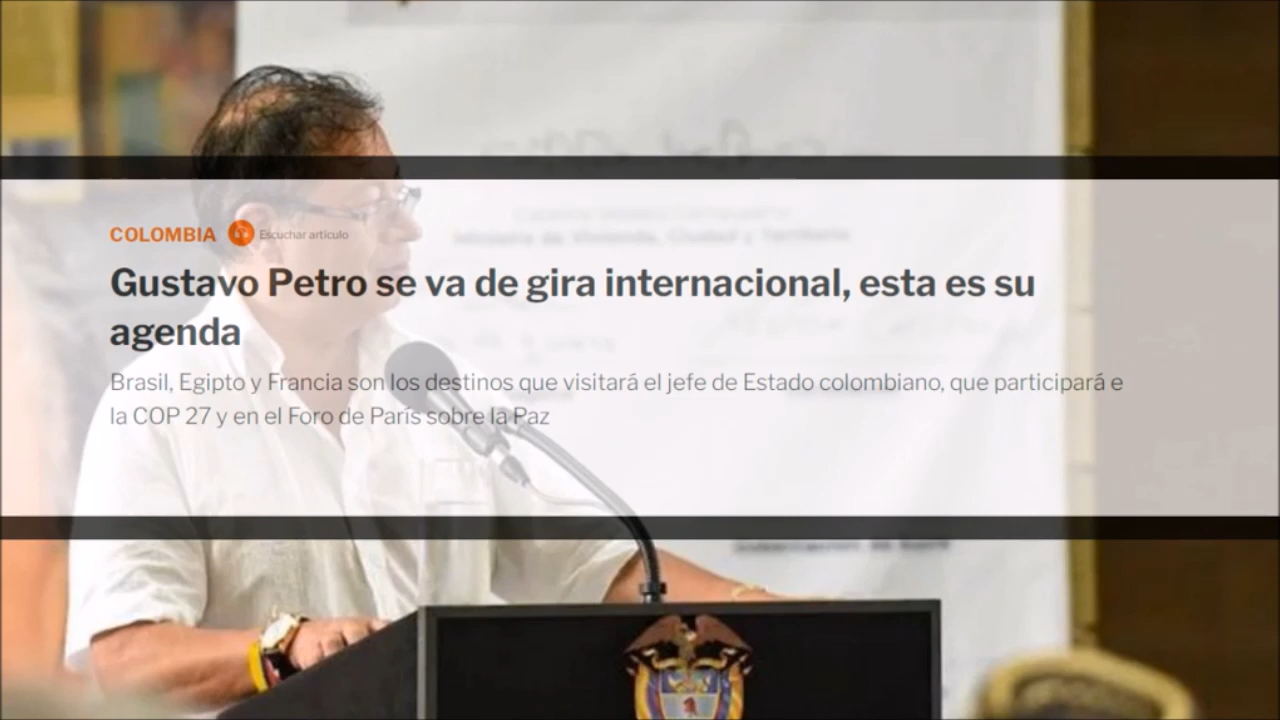 COLOMBIA Escuchar artículo
Gustavo Petro se va de gira internacional, esta es su
agenda
Brasil, Egipto y Francia son los destinos que visitará el jefe de Estado colombiano, que participará e
la COP 27 y en el Foro de París sobre la Paz